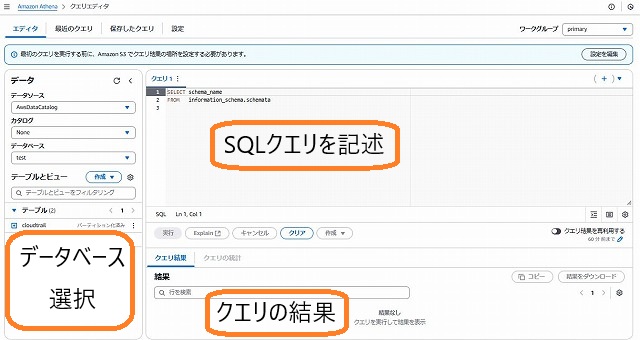 Amazon Athena > クエリエディタ
エディタ 最近のクエリ 保存したクエリ 設定 ワークグループ primary
最初のクエリを実行する前に、Amazon S3 でクエリ結果の場所を設定する必要があります。 設定を編集
データ
データソース
AwsDataCatalog
カタログ
None
データベース
test
テーブルとビュー 作成
テーブルとビューをフィルタリング
テーブル (2) 1
cloudtrail パーティション化済み
データベース
選択
クエリ 1
1 SELECT schema_name
2 FROM information_schema.schemata
3
SQLクエリを記述
SQL Ln 1, Col 1
実行 Explain キャンセル クリア 作成 クエリ結果を再利用する
60 分前まで
クエリ結果 クエリの統計
結果 コピー 結果をダウンロード
行を検索 1
クエリの結果
結果なし
クエリを実行して結果を表示